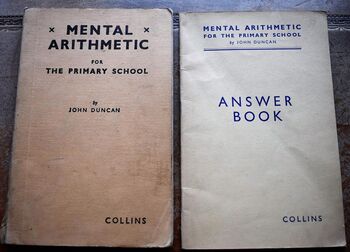 × MENTAL ×
ARITHMETIC
FOR
THE PRIMARY SCHOOL
by
JOHN DUNCAN
COLLINS
MENTAL ARITHMETIC
FOR THE PRIMARY SCHOOL
by JOHN DUNCAN
ANSWER
BOOK
COLLINS